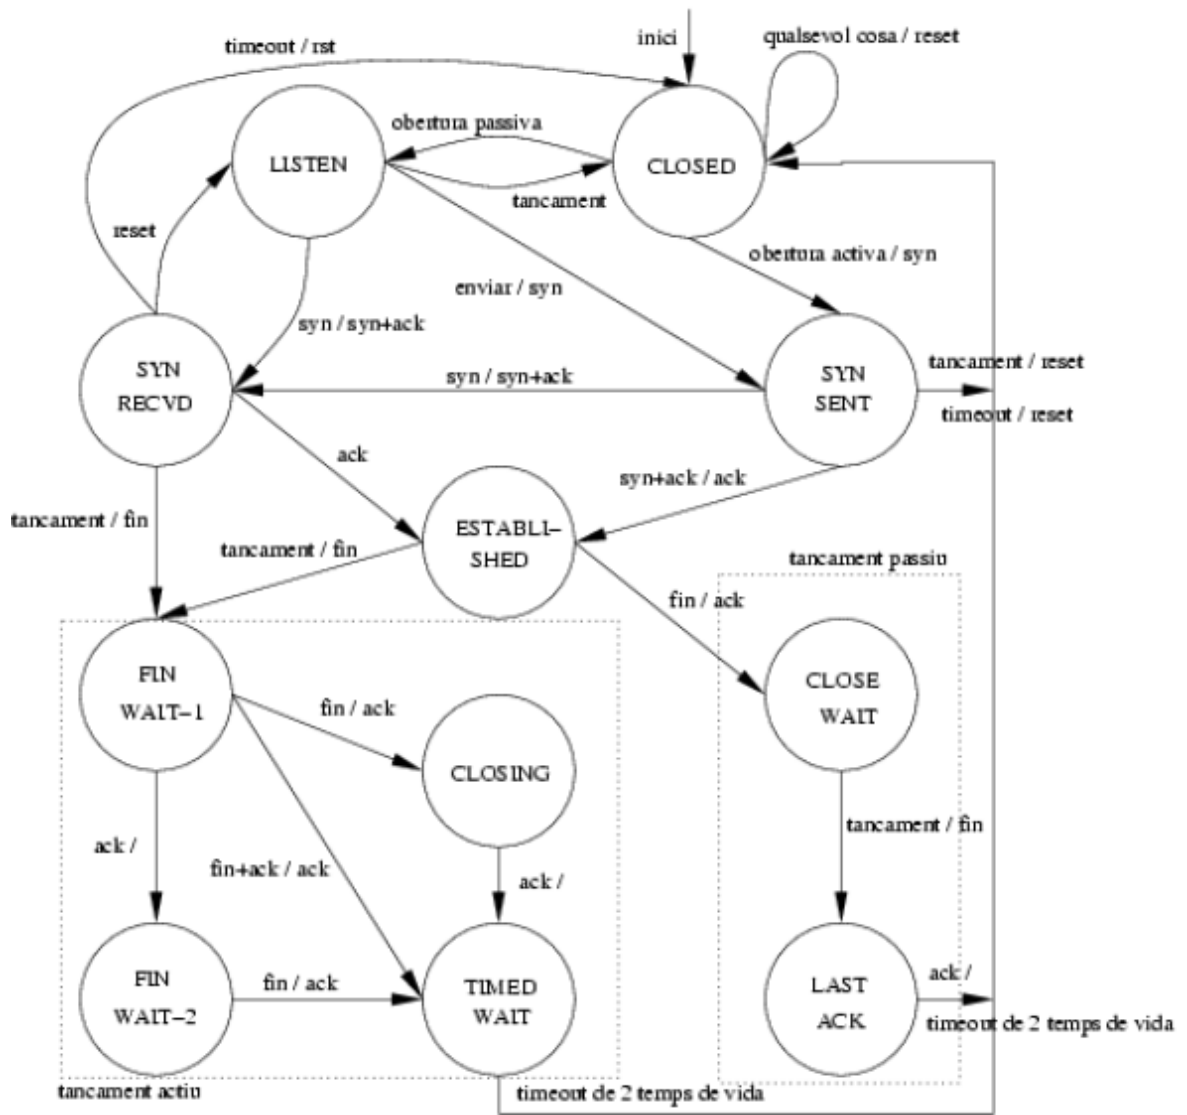 inici
qualsevol cosa / reset
timeout / rst
obertura passiva
LISTEN
CLOSED
tancament
reset
obertura activa / syn
enviar / syn
syn / syn+ack
SYN
RECVD
syn / syn+ack
SYN
SENT
tancament / reset
timeout / reset
ack
syn+ack / ack
tancament / fin
ESTABLI-
SHED
tancament / fin
tancament passiu
fin / ack
FIN
WAIT-1
fin / ack
CLOSE
WAIT
CLOSING
tancament / fin
ack /
fin+ack / ack
ack /
FIN
WAIT-2
fin / ack
TIMED
WAIT
LAST
ACK
ack /
timeout de 2 temps de vida
tancament actiu
timeout de 2 temps de vida